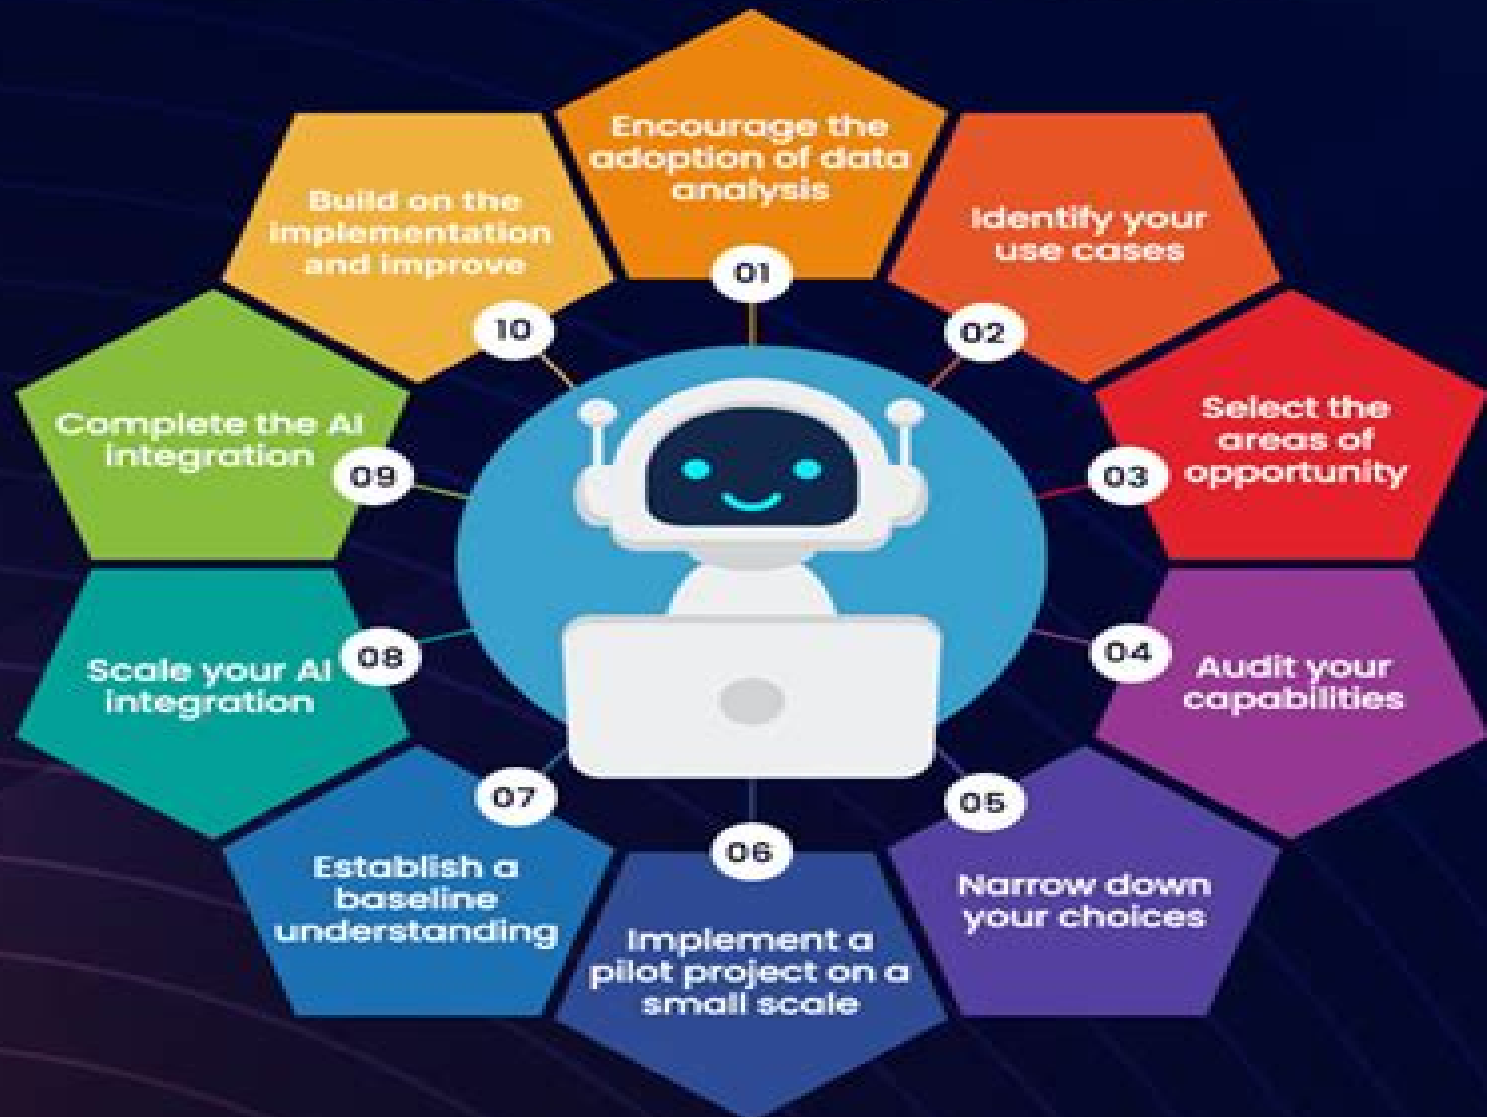 Encourage the
adoption of data
analysis
01
Identify your
use cases
02
Select the
areas of
opportunity
03
Audit your
capabilities
04
Narrow down
your choices
05
Implement a
pilot project on a
small scale
06
Establish a
baseline
understanding
07
Scale your AI
integration
08
Complete the AI
integration
09
Build on the
implementation
and improve
10